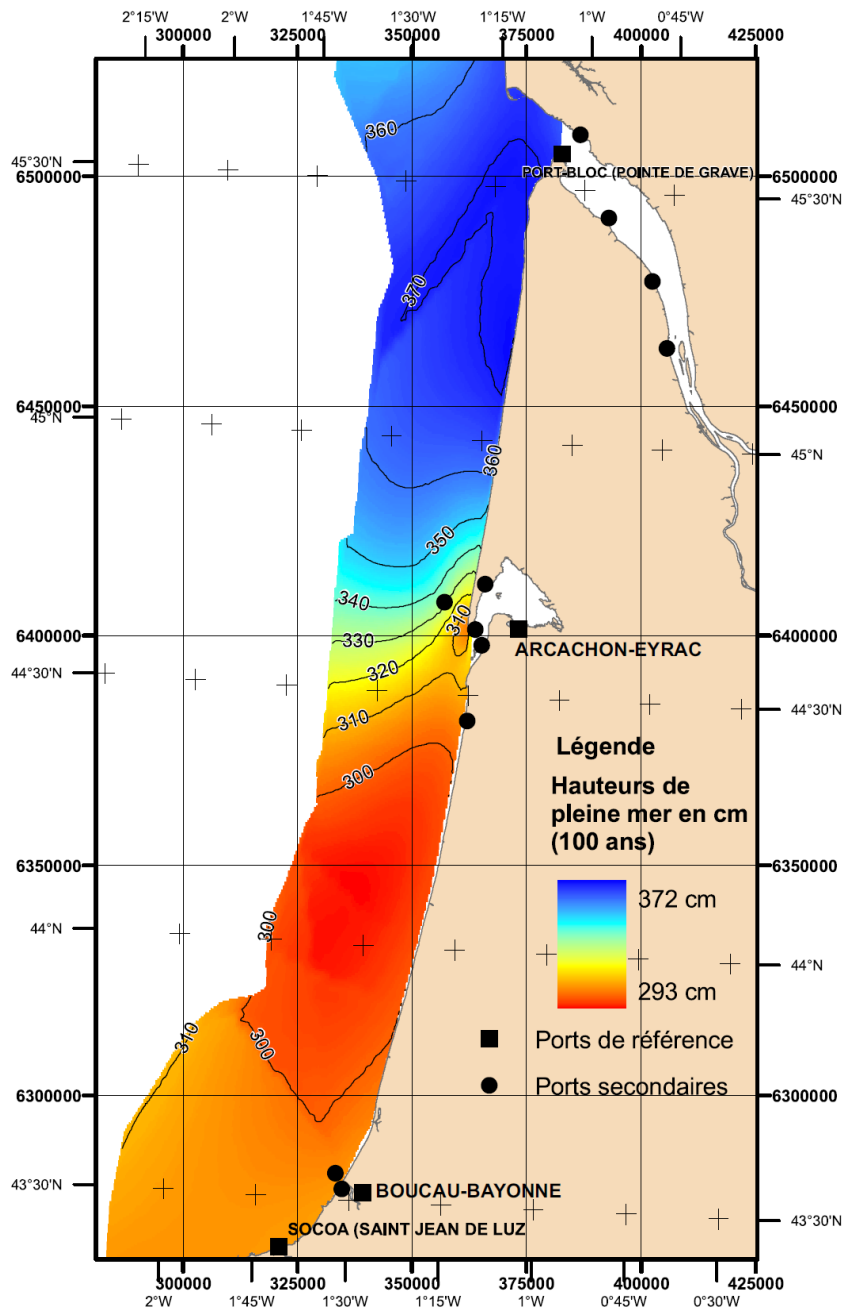 2°15'W 2°W 1°45'W 1°30'W 1°15'W 1°W 0°45'W
300000 325000 350000 375000 400000 425000
360
45°30'N
PORT-BLOC (POINTE DE GRAVE)
6500000 6500000
45°30'N
370
6450000 6450000
45°N
45°N
360
350
340
310
330
6400000 6400000
ARCACHON-EYRAC
320
44°30'N
44°30'N
310
300
Légende
Hauteurs de
pleine mer en cm
(100 ans)
6350000 6350000
372 cm
300
44°N
44°N
293 cm
310
300
Ports de référence
Ports secondaires
6300000 6300000
43°30'N
BOUCAU-BAYONNE
43°30'N
SOCOA (SAINT JEAN DE LUZ
300000 325000 350000 375000 400000 425000
2°W 1°45'W 1°30'W 1°15'W 1°W 0°45'W 0°30'W